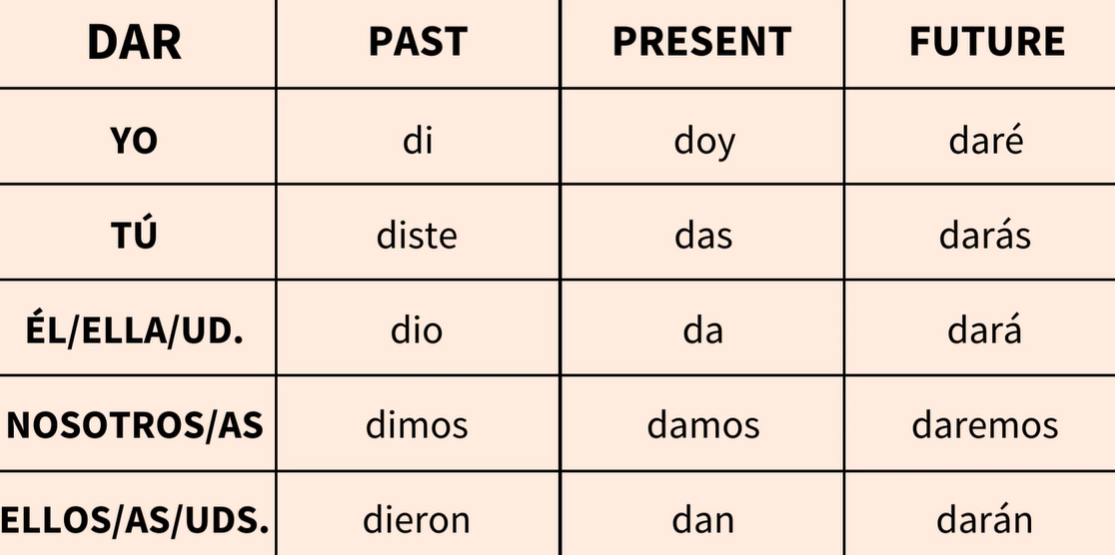 DAR PAST PRESENT FUTURE
YO di doy daré
TÚ diste das darás
ÉL/ELLA/UD. dio da dará
NOSOTROS/AS dimos damos daremos
ELLOS/AS/UDS. dieron dan darán